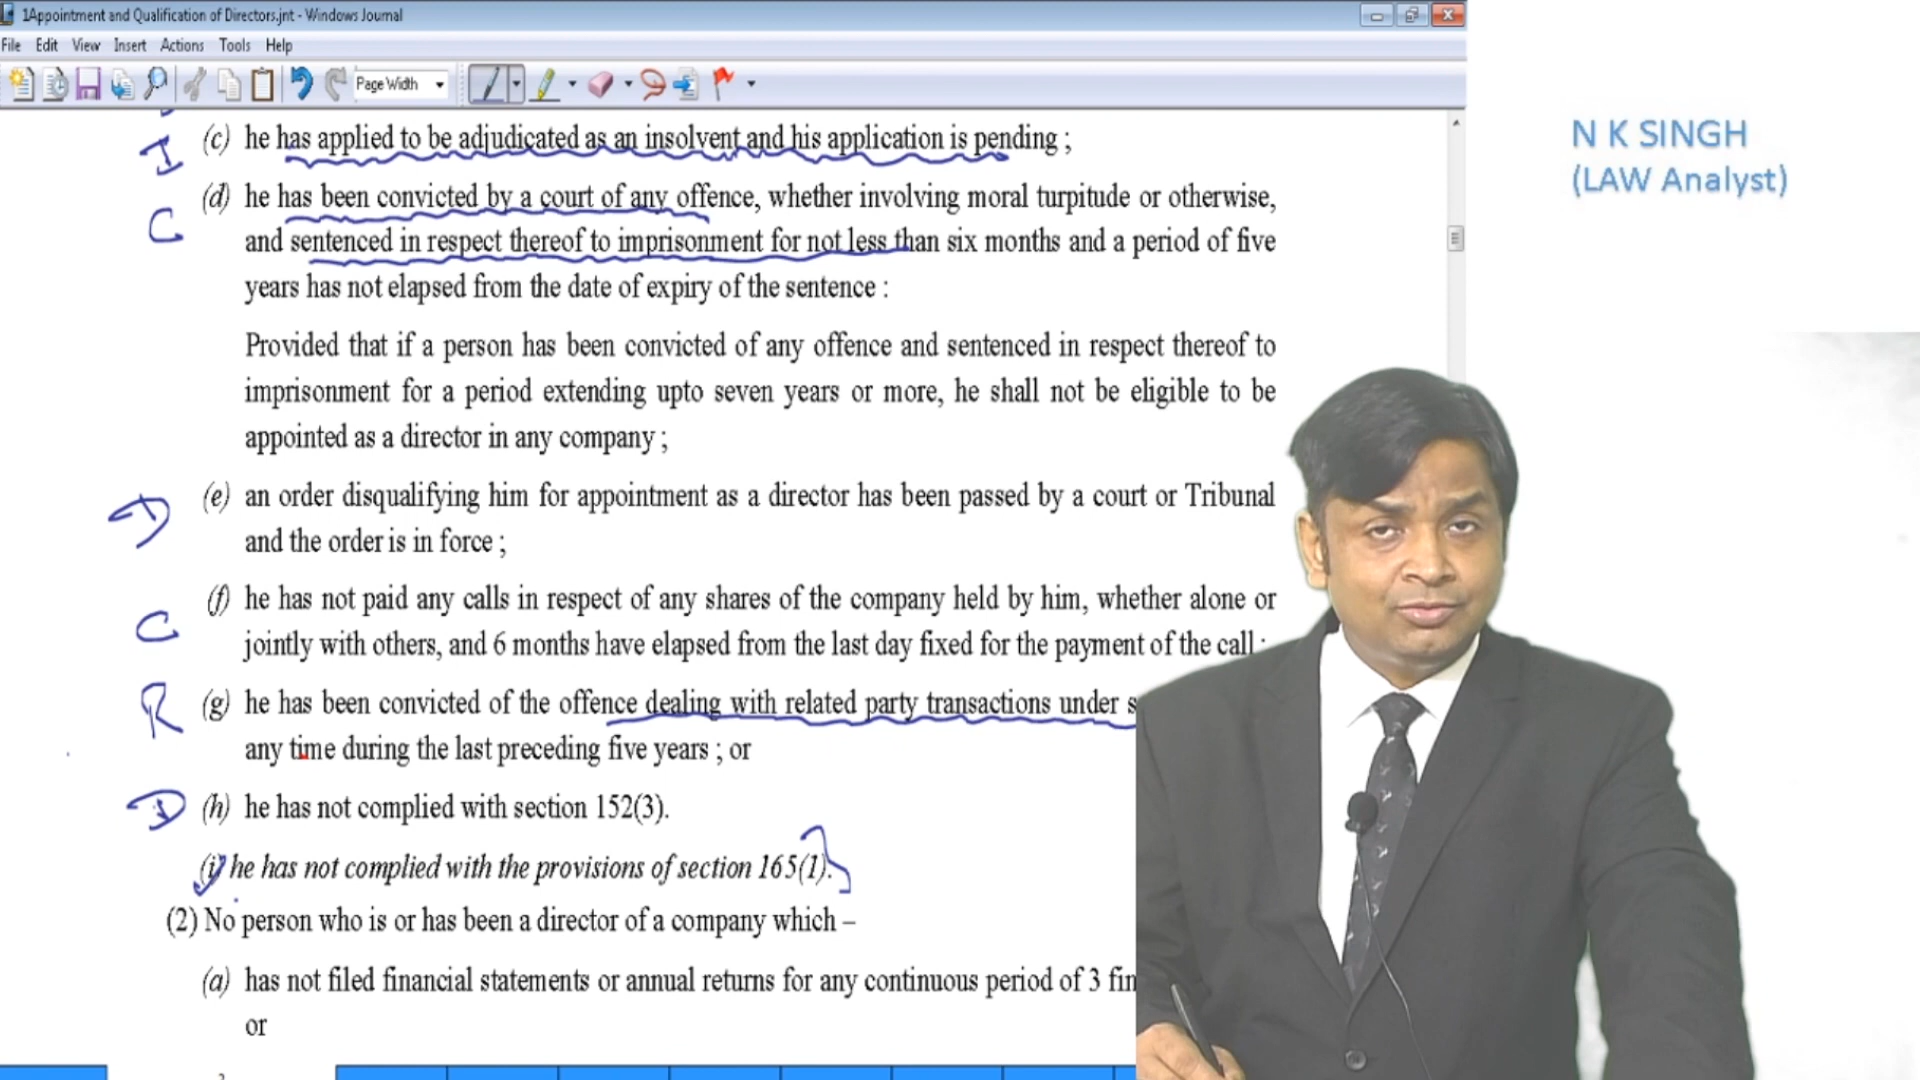 1Appointment and Qualification of Directors.jnt - Windows Journal
File Edit View Insert Actions Tools Help
Page Width
N K SINGH
(LAW Analyst)
I (c) he has applied to be adjudicated as an insolvent and his application is pending ;
C (d) he has been convicted by a court of any offence, whether involving moral turpitude or otherwise,
and sentenced in respect thereof to imprisonment for not less than six months and a period of five
years has not elapsed from the date of expiry of the sentence :
Provided that if a person has been convicted of any offence and sentenced in respect thereof to
imprisonment for a period extending upto seven years or more, he shall not be eligible to be
appointed as a director in any company ;
D (e) an order disqualifying him for appointment as a director has been passed by a court or Tribunal
and the order is in force ;
C (f) he has not paid any calls in respect of any shares of the company held by him, whether alone or
jointly with others, and 6 months have elapsed from the last day fixed for the payment of the call ;
R (g) he has been convicted of the offence dealing with related party transactions under
any time during the last preceding five years ; or
D (h) he has not complied with section 152(3).
(i) he has not complied with the provisions of section 165(1).
(2) No person who is or has been a director of a company which –
(a) has not filed financial statements or annual returns for any continuous period of 3
or